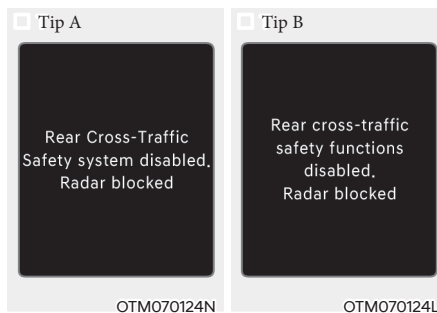 Tip A
Rear Cross-Traffic
Safety system disabled.
Radar blocked
OTM070124N
Tip B
Rear cross-traffic
safety functions
disabled.
Radar blocked
OTM070124L